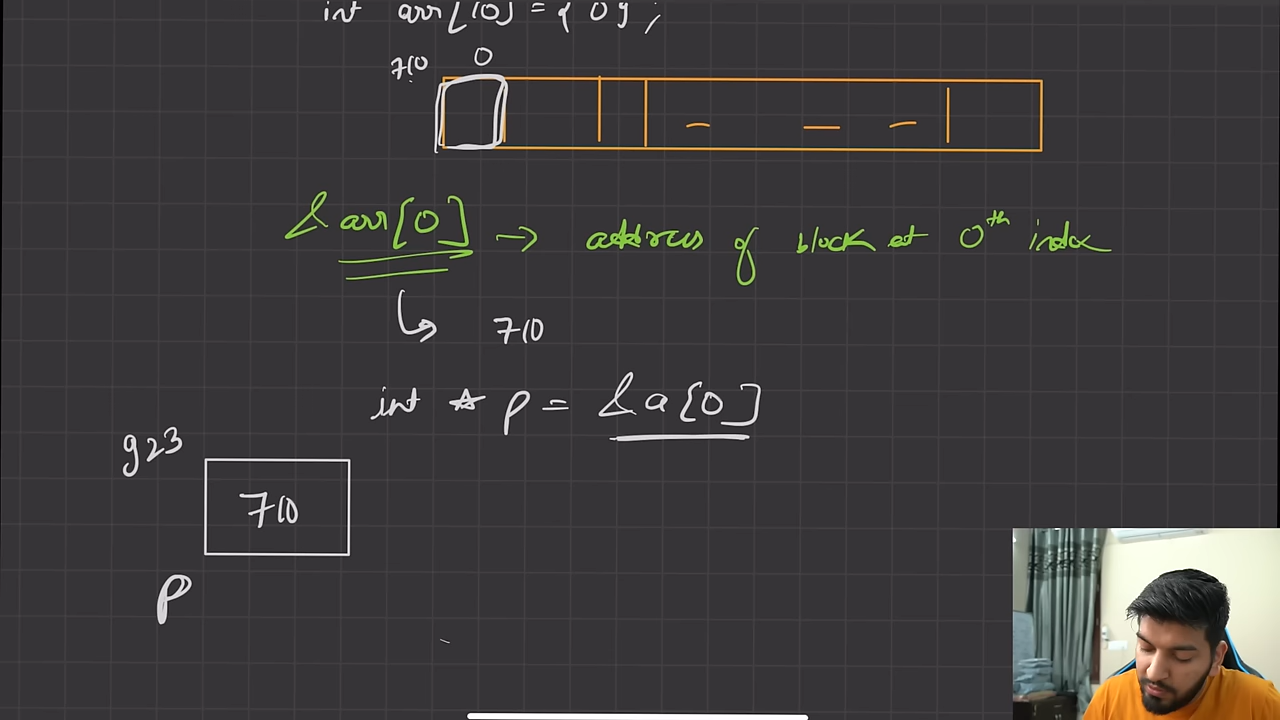 int arr[10] = {0};
710 0
&arr[0] → address of block at 0th index
710
int * p = &a[0]
923
710
p